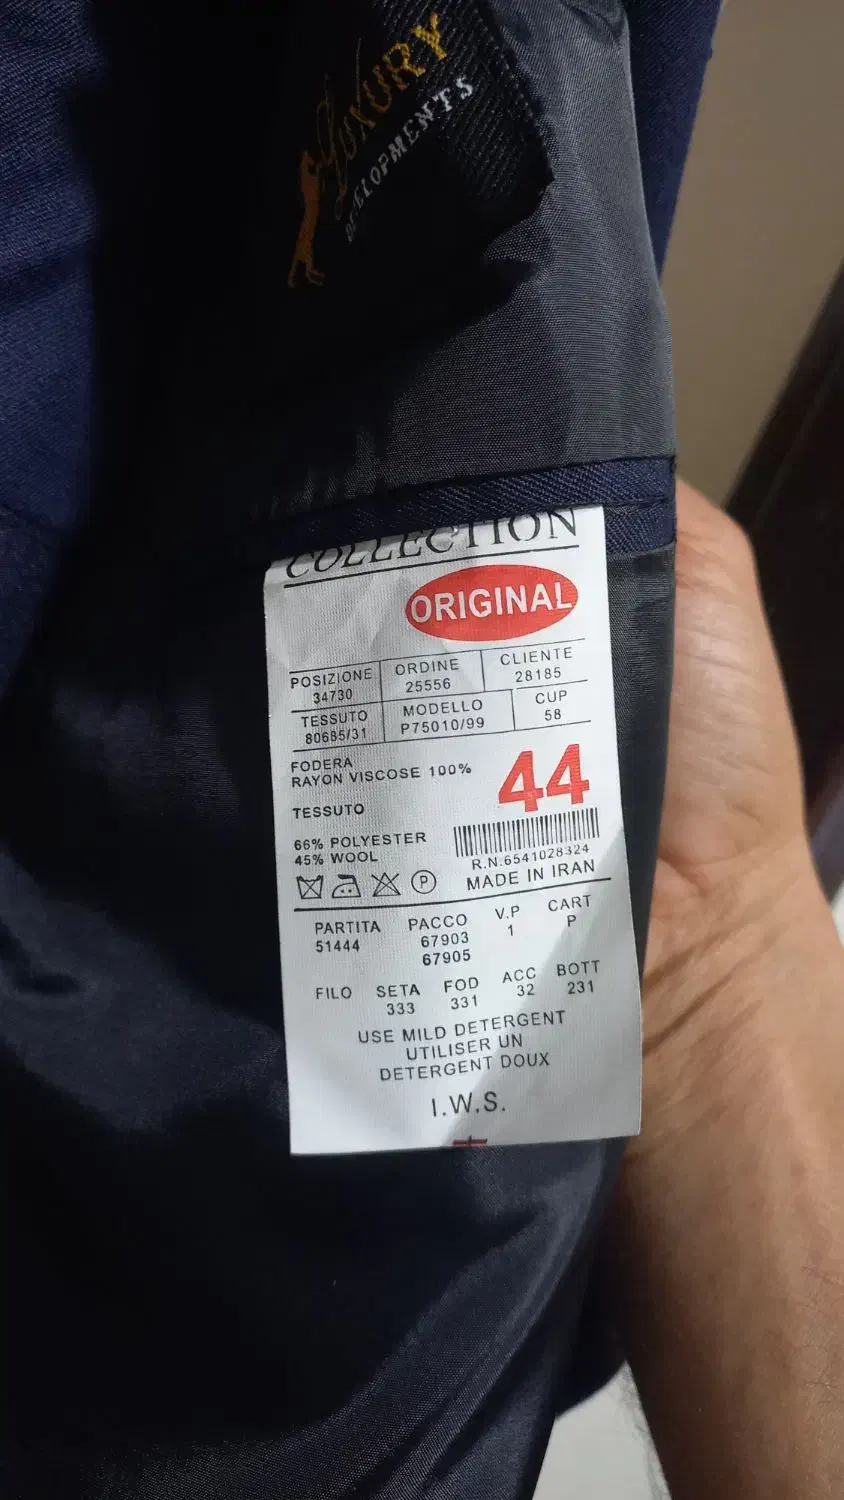 LUXURY
DEVELOPMENTS
COLLECTION
ORIGINAL
POSIZIONE ORDINE CLIENTE
34730 25556 28185
TESSUTO MODELLO CUP
80685/31 P75010/99 58
FODERA
RAYON VISCOSE 100%
44
TESSUTO
66% POLYESTER
45% WOOL
R.N:6541028324
P
MADE IN IRAN
PARTITA PACCO V.P CART
51444 67903 1 P
67905
FILO SETA FOD ACC BOTT
333 331 32 231
USE MILD DETERGENT
UTILISER UN
DETERGENT DOUX
I.W.S.